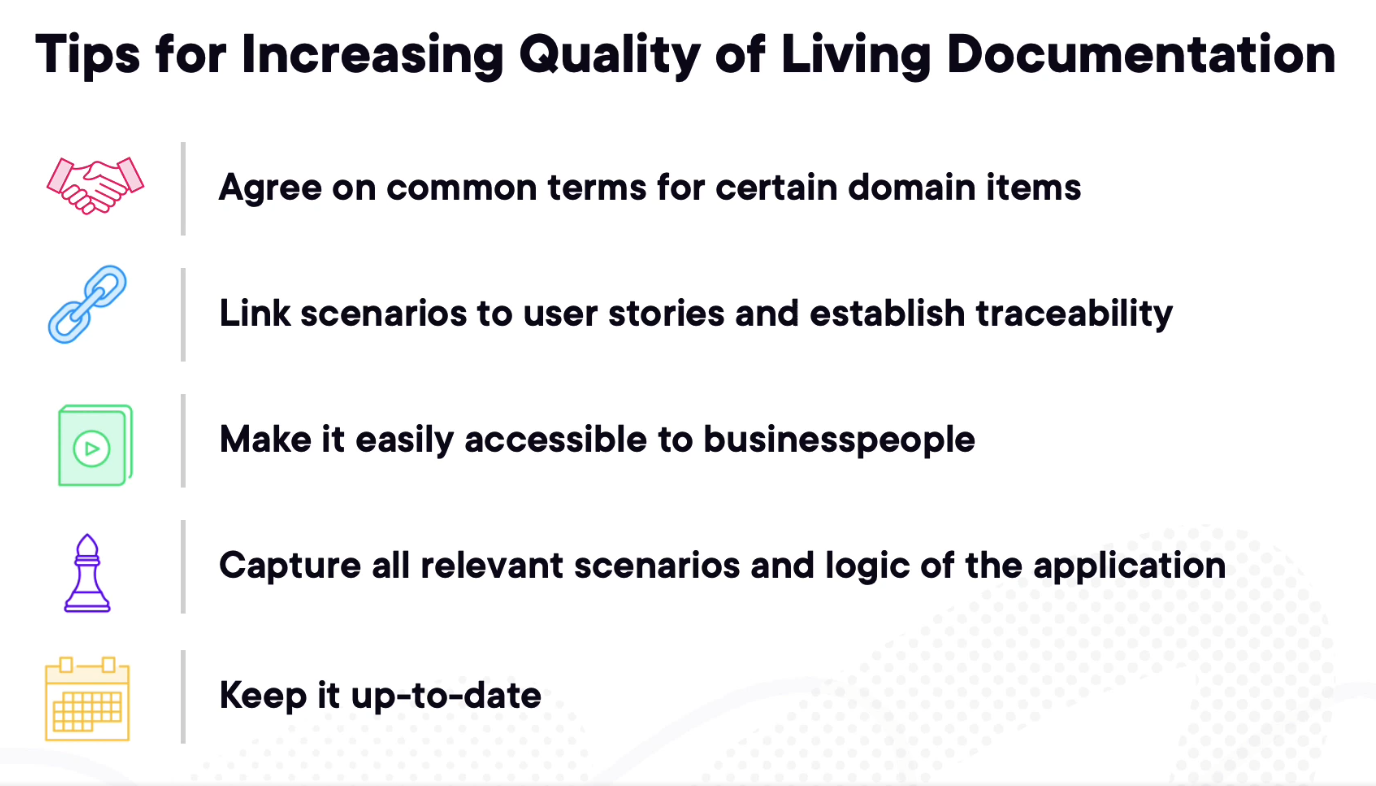 Tips for Increasing Quality of Living Documentation
Agree on common terms for certain domain items
Link scenarios to user stories and establish traceability
Make it easily accessible to businesspeople
Capture all relevant scenarios and logic of the application
Keep it up-to-date